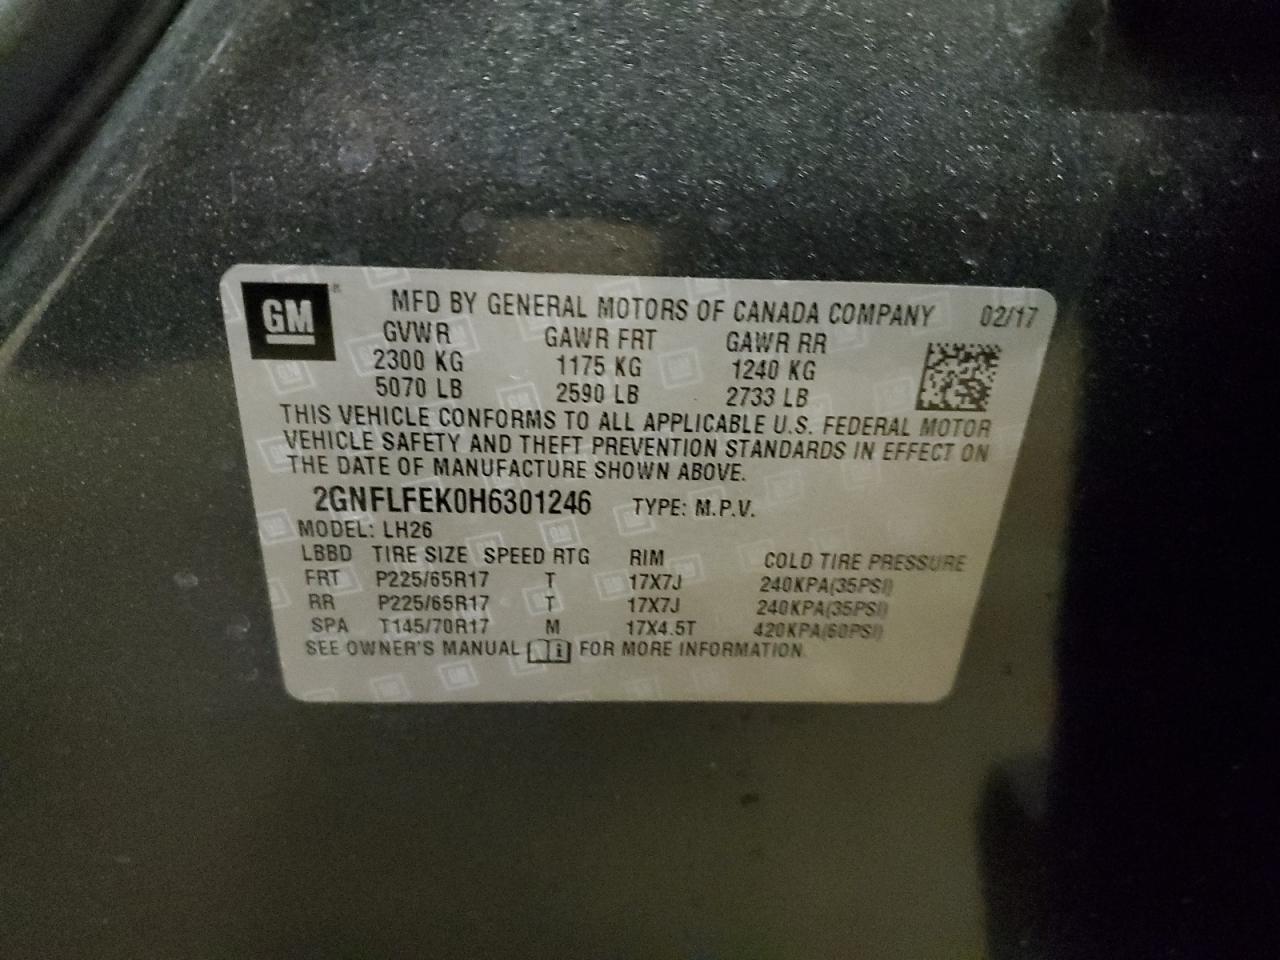 GM
MFD BY GENERAL MOTORS OF CANADA COMPANY 02/17
GVWR GAWR FRT GAWR RR
2300 KG 1175 KG 1240 KG
5070 LB 2590 LB 2733 LB
THIS VEHICLE CONFORMS TO ALL APPLICABLE U.S. FEDERAL MOTOR
VEHICLE SAFETY AND THEFT PREVENTION STANDARDS IN EFFECT ON
THE DATE OF MANUFACTURE SHOWN ABOVE.
2GNFLFEK0H6301246 TYPE: M.P.V.
MODEL: LH26
LBBD TIRE SIZE SPEED RTG RIM COLD TIRE PRESSURE
FRT P225/65R17 T 17X7J 240KPA(35PSI)
RR P225/65R17 T 17X7J 240KPA(35PSI)
SPA T145/70R17 M 17X4.5T 420KPA(60PSI)
SEE OWNER'S MANUAL i FOR MORE INFORMATION.